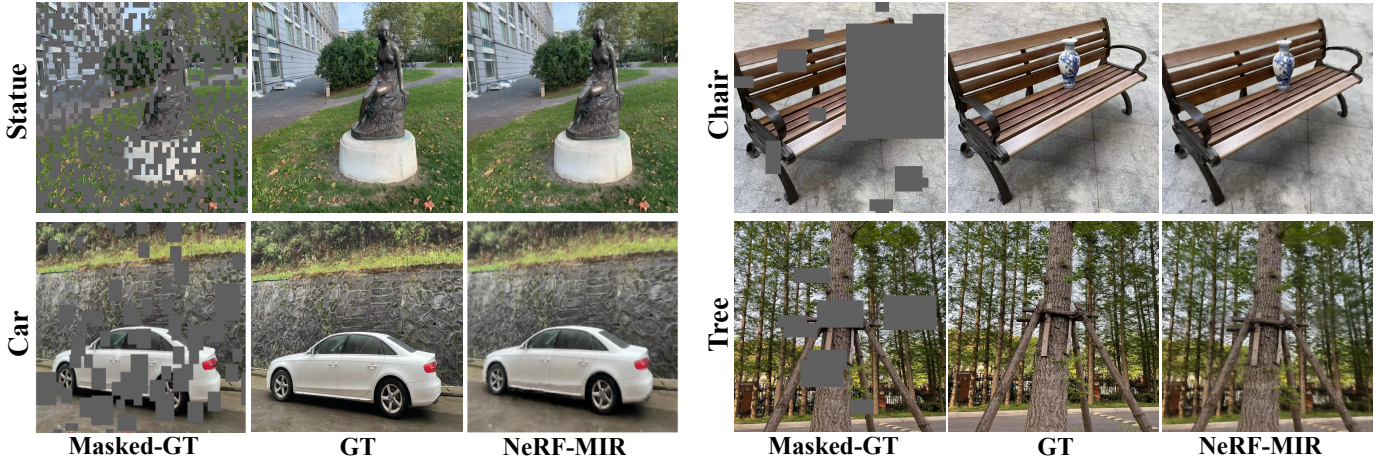 Statue
Chair
Car
Tree
Masked-GT
GT
NeRF-MIR
Masked-GT
GT
NeRF-MIR